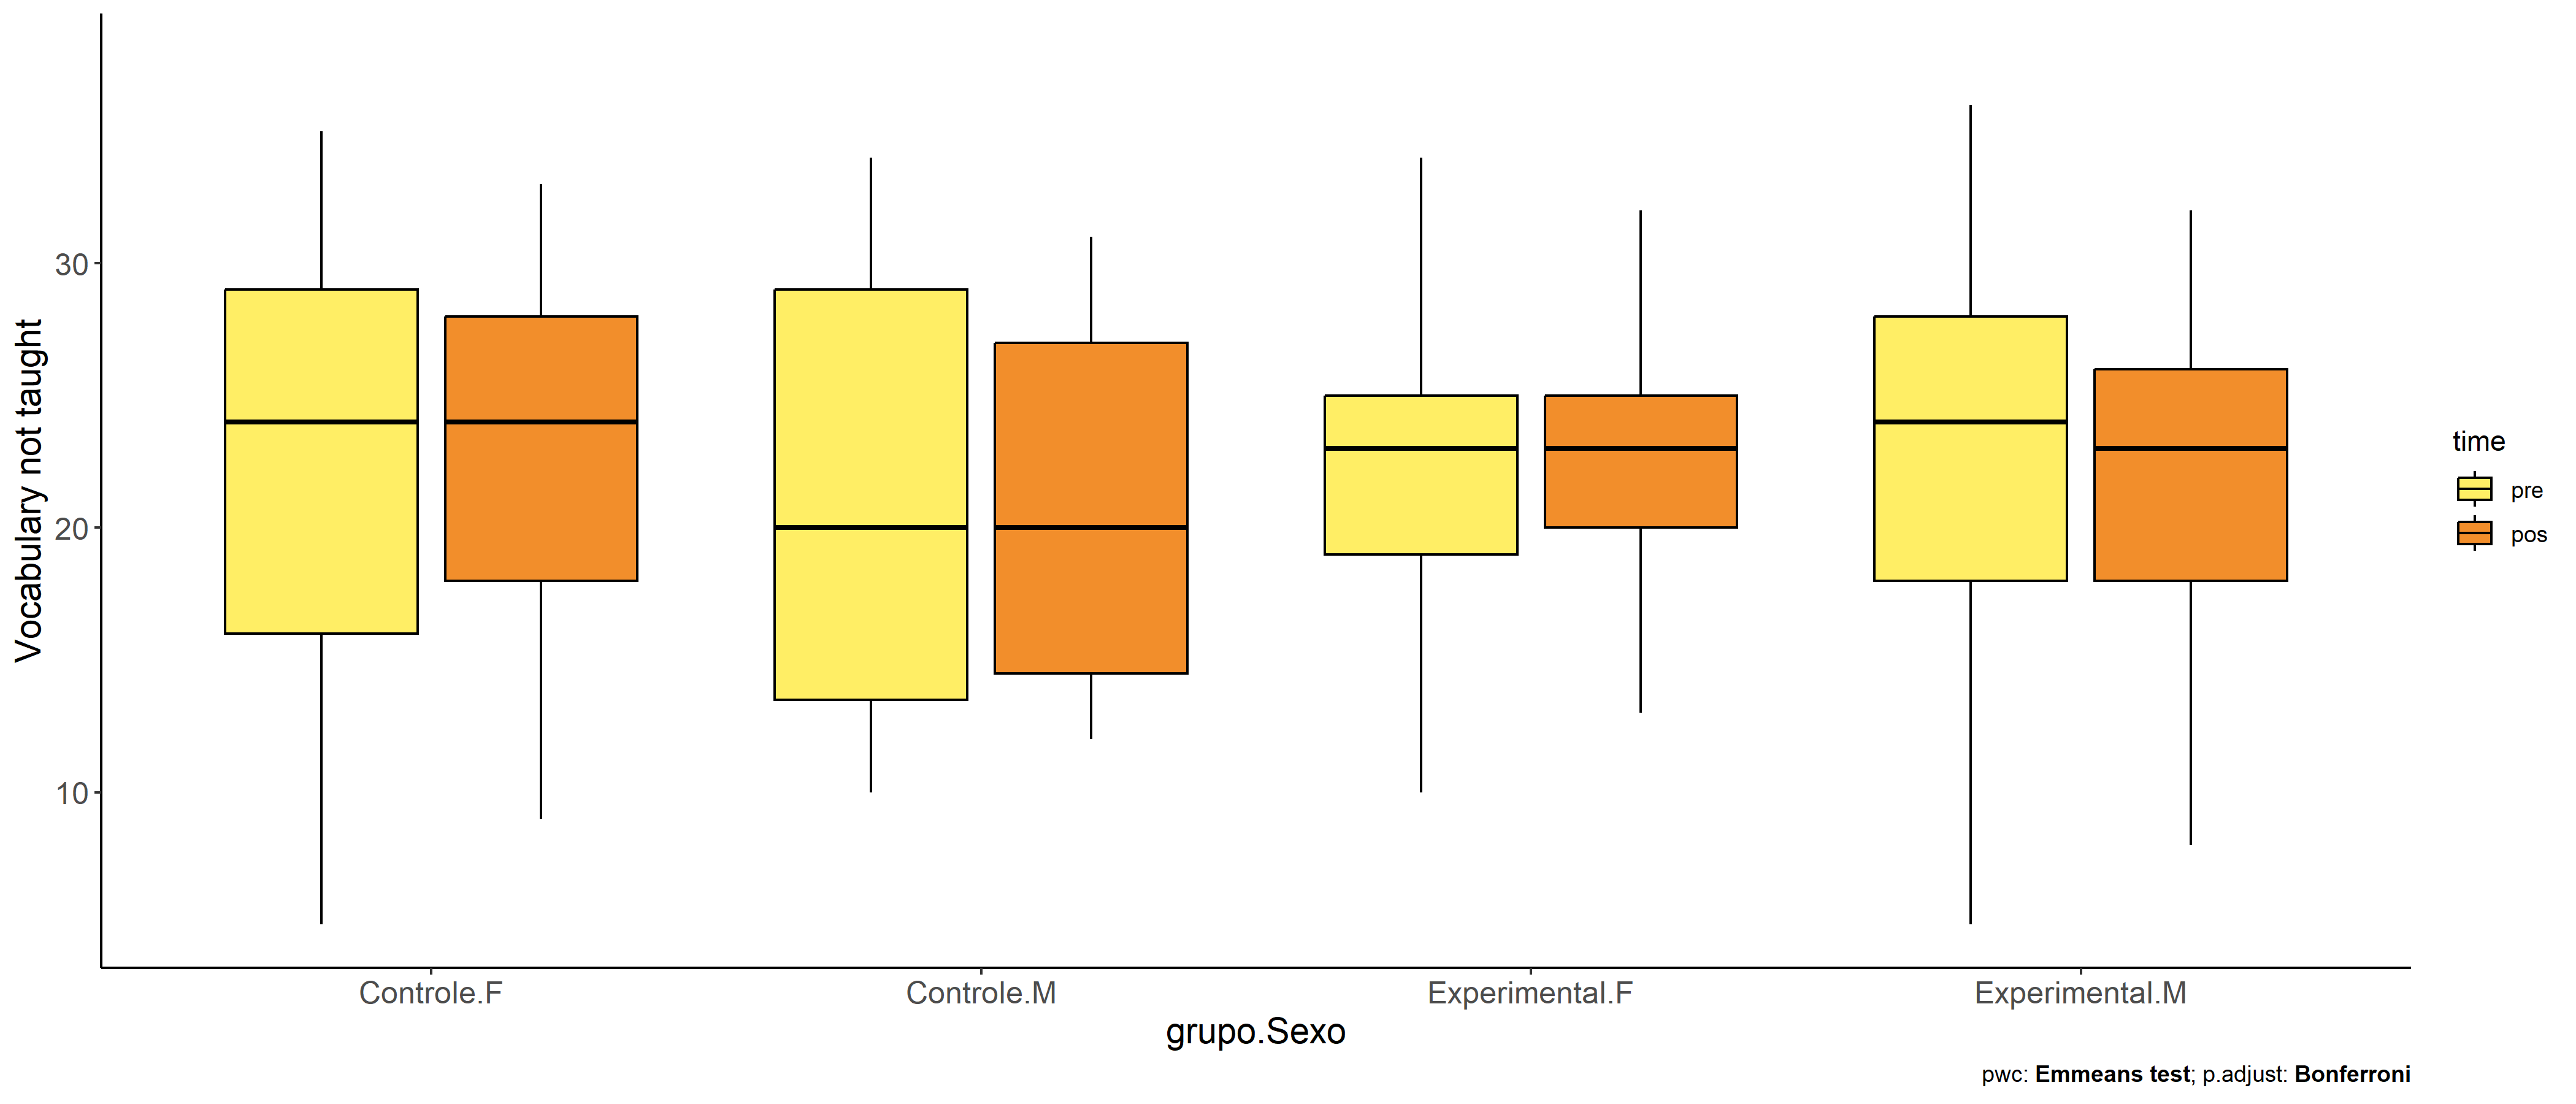 Vocabulary not taught
30
20
10
Controle.F
Controle.M
Experimental.F
Experimental.M
grupo.Sexo
time
pre
pos
pwc: Emmeans test; p.adjust: Bonferroni